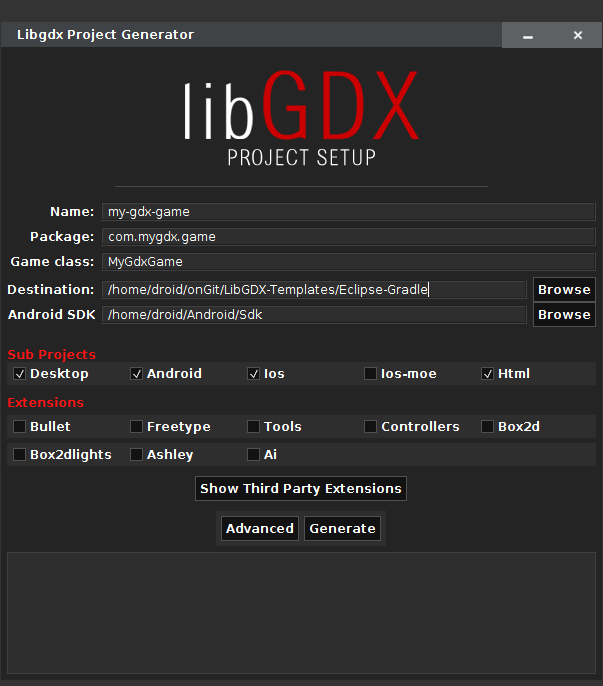 Libgdx Project Generator
libGDX
PROJECT SETUP
Name: my-gdx-game
Package: com.mygdx.game
Game class: MyGdxGame
Destination: /home/droid/onGit/LibGDX-Templates/Eclipse-Gradle Browse
Android SDK /home/droid/Android/Sdk Browse
Sub Projects
Desktop Android Ios Ios-moe Html
Extensions
Bullet Freetype Tools Controllers Box2d
Box2dlights Ashley Ai
Show Third Party Extensions
Advanced Generate